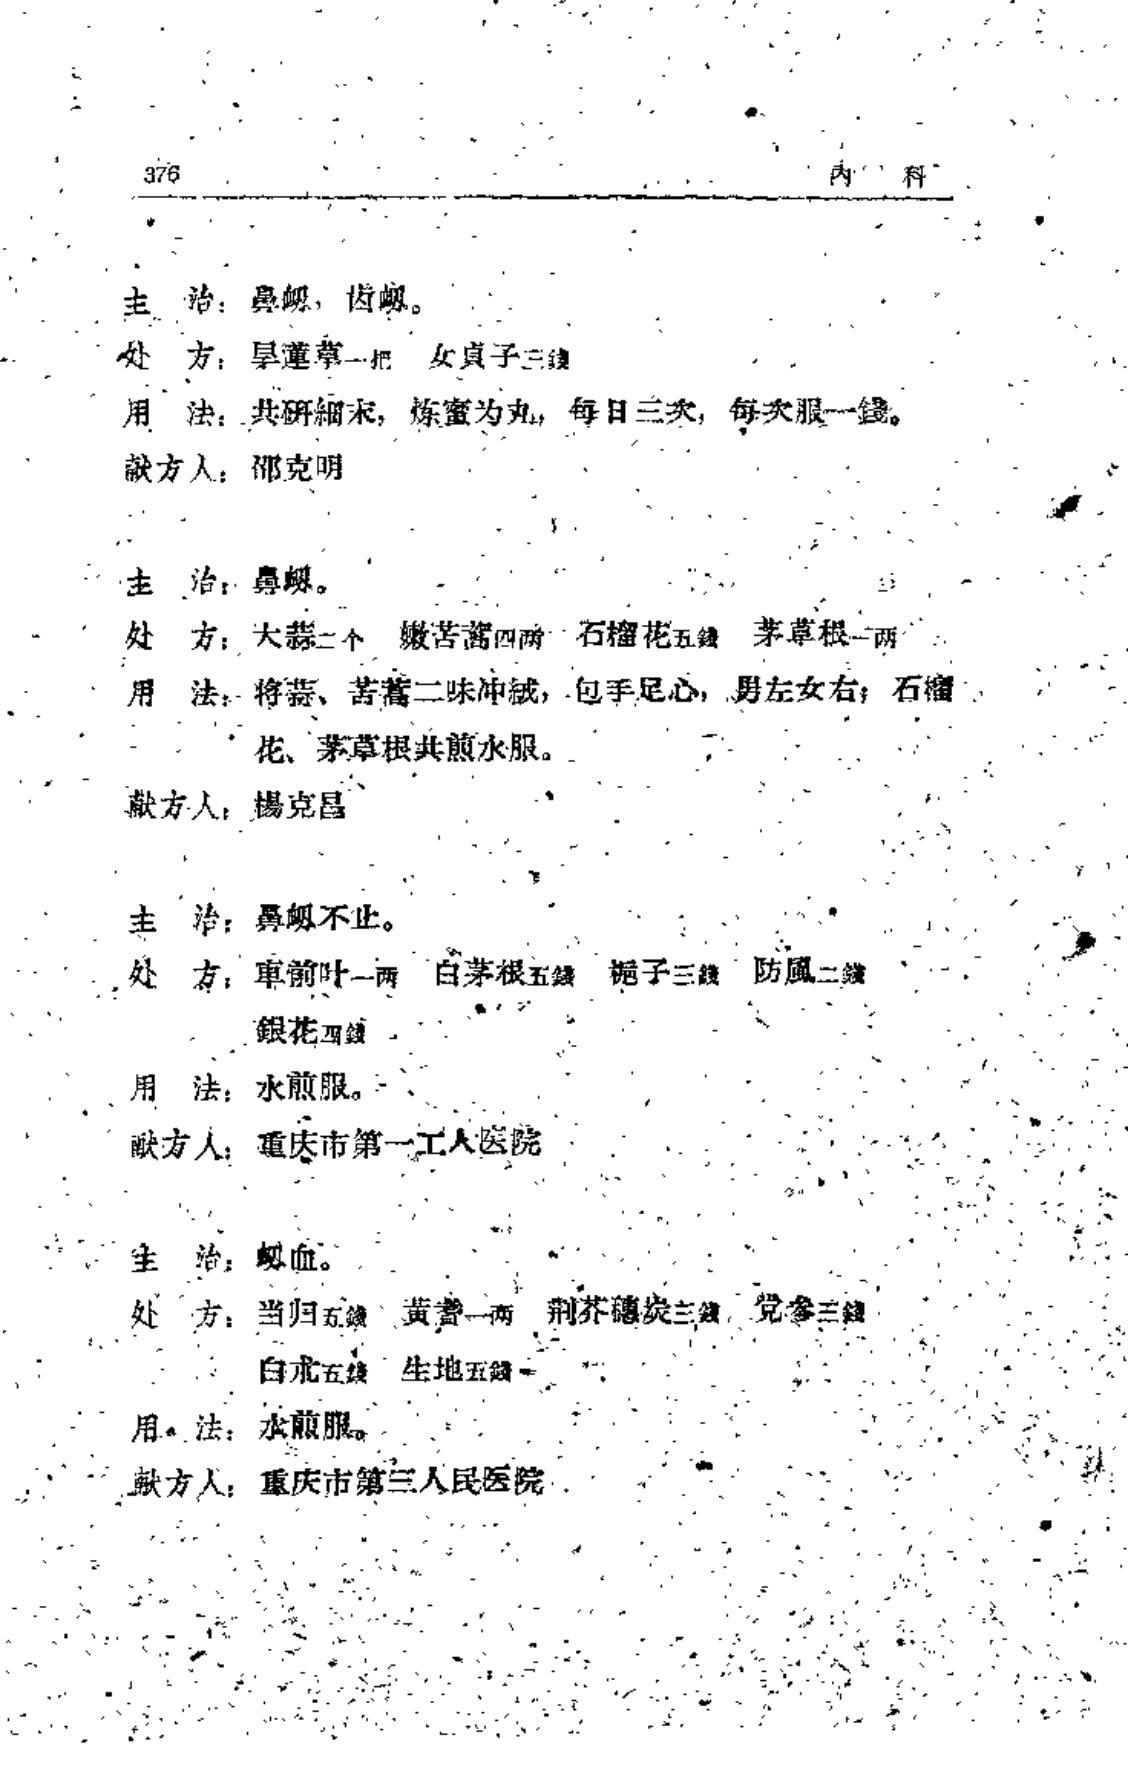 376
内 科
主 治：鼻衂，齿衂。
处 方：旱蓮草一把 女貞子三錢
用 法：共研細末，炼蜜为丸，每日三次，每次服一錢。
献方人：邵克明
主 治：鼻衂。
处 方：大蒜二个 嫩苦蒿四两 石榴花五錢 茅草根一两
用 法：将蒜、苦蒿二味冲絨，包手足心，男左女右；石榴
花、茅草根共煎水服。
献方人：楊克昌
主 治：鼻衂不止。
处 方：車前叶一两 白茅根五錢 梔子三錢 防風二錢
銀花四錢
用 法：水煎服。
献方人：重庆市第一工人医院
主 治：衂血。
处 方：当归五錢 黃耆一两 荆芥穗炭三錢 党参三錢
白朮五錢 生地五錢
用 法：水煎服。
献方人：重庆市第三人民医院